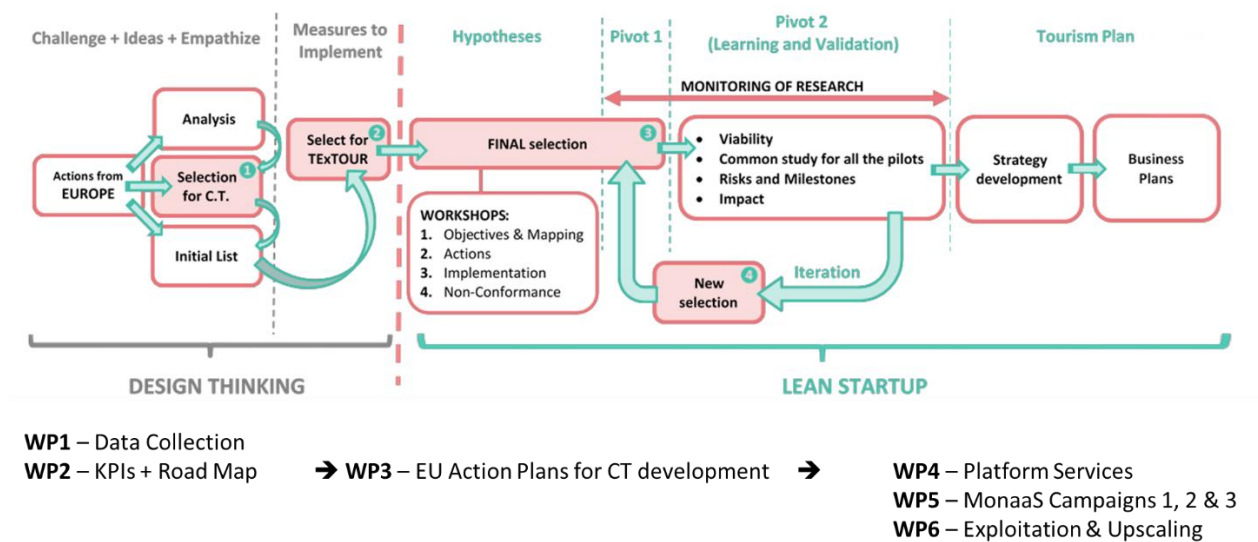 Challenge + Ideas + Empathize
Measures to
Implement
Hypotheses
Pivot 1
Pivot 2
(Learning and Validation)
Tourism Plan
MONITORING OF RESEARCH
Analysis
Actions from
EUROPE
Selection
for C.T.
1
Initial List
Select for
TExTOUR
2
FINAL selection
3
WORKSHOPS:
1. Objectives & Mapping
2. Actions
3. Implementation
4. Non-Conformance
• Viability
• Common study for all the pilots
• Risks and Milestones
• Impact
New
selection
4
Iteration
Strategy
development
Business
Plans
DESIGN THINKING
LEAN STARTUP
WP1 – Data Collection
WP2 – KPIs + Road Map
➔ WP3 – EU Action Plans for CT development ➔
WP4 – Platform Services
WP5 – MonaaS Campaigns 1, 2 & 3
WP6 – Exploitation & Upscaling